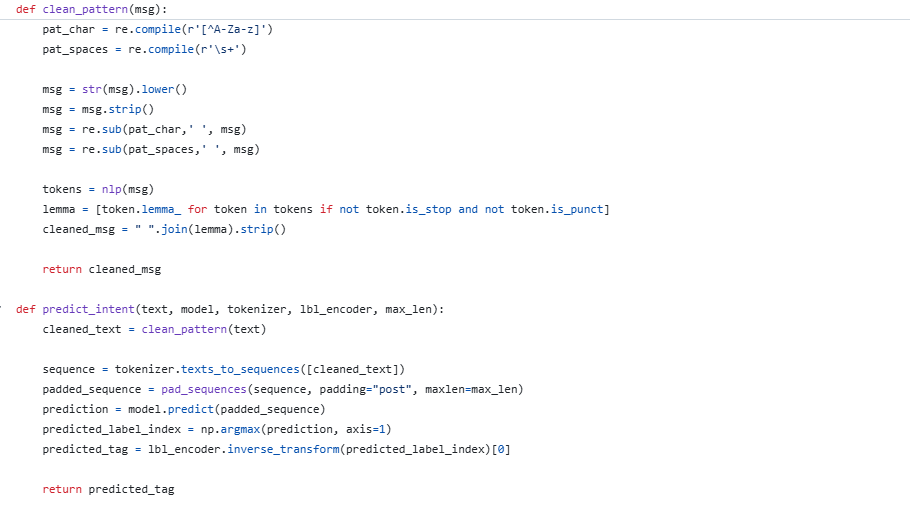 def clean_pattern(msg):
    pat_char = re.compile(r'[^A-Za-z]')
    pat_spaces = re.compile(r'\s+')
    msg = str(msg).lower()
    msg = msg.strip()
    msg = re.sub(pat_char,' ', msg)
    msg = re.sub(pat_spaces,' ', msg)
    tokens = nlp(msg)
    lemma = [token.lemma_ for token in tokens if not token.is_stop and not token.is_punct]
    cleaned_msg = " ".join(lemma).strip()
    return cleaned_msg
def predict_intent(text, model, tokenizer, lbl_encoder, max_len):
    cleaned_text = clean_pattern(text)
    sequence = tokenizer.texts_to_sequences([cleaned_text])
    padded_sequence = pad_sequences(sequence, padding="post", maxlen=max_len)
    prediction = model.predict(padded_sequence)
    predicted_label_index = np.argmax(prediction, axis=1)
    predicted_tag = lbl_encoder.inverse_transform(predicted_label_index)[0]
    return predicted_tag